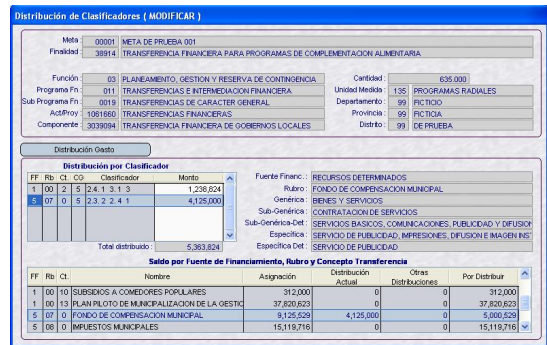 Distribución de Clasificadores ( MODIFICAR )
Meta : 00001 META DE PRUEBA 001
Finalidad : 38914 TRANSFERENCIA FINANCIERA PARA PROGRAMAS DE COMPLEMENTACION ALIMENTARIA
Función : 03 PLANEAMIENTO, GESTION Y RESERVA DE CONTINGENCIA Cantidad : 635.000
Programa Fn : 011 TRANSFERENCIAS E INTERMEDIACION FINANCIERA Unidad Medida : 135 PROGRAMAS RADIALES
Sub Programa Fn : 0019 TRANSFERENCIAS DE CARACTER GENERAL Departamento : 99 FICTICIO
Act/Proy : 1061660 TRANSFERENCIAS FINANCIERAS Provincia : 99 FICTICIA
Componente : 3039094 TRANSFERENCIA FINANCIERA DE GOBIERNOS LOCALES Distrito : 99 DE PRUEBA
Distribución Gasto
Distribución por Clasificador
FF Rb Ct. CG Clasificador Monto
1 00 2 5 2.4. 1 3. 1 3 1,238,824
5 07 0 5 2.3. 2 2. 4 1 4,125,000
Total distribuido : 5,363,824
Fuente Financ. : RECURSOS DETERMINADOS
Rubro : FONDO DE COMPENSACION MUNICIPAL
Genérica : BIENES Y SERVICIOS
Sub-Genérica : CONTRATACION DE SERVICIOS
Sub-Genérica-Det : SERVICIOS BASICOS, COMUNICACIONES, PUBLICIDAD Y DIFUSION
Específica : SERVICIO DE PUBLICIDAD, IMPRESIONES, DIFUSION E IMAGEN INS
Específica Det : SERVICIO DE PUBLICIDAD
Saldo por Fuente de Financiamiento, Rubro y Concepto Transferencia
FF Rb Ct. Nombre Asignación Distribución Actual Otras Distribuciones Por Distribuir
1 00 10 SUBSIDIOS A COMEDORES POPULARES 312,000 0 0 312,000
1 00 13 PLAN PILOTO DE MUNICIPALIZACION DE LA GESTIC 37,820,623 0 0 37,820,623
5 07 0 FONDO DE COMPENSACION MUNICIPAL 9,125,529 4,125,000 0 5,000,529
5 08 0 IMPUESTOS MUNICIPALES 15,119,716 0 0 15,119,716